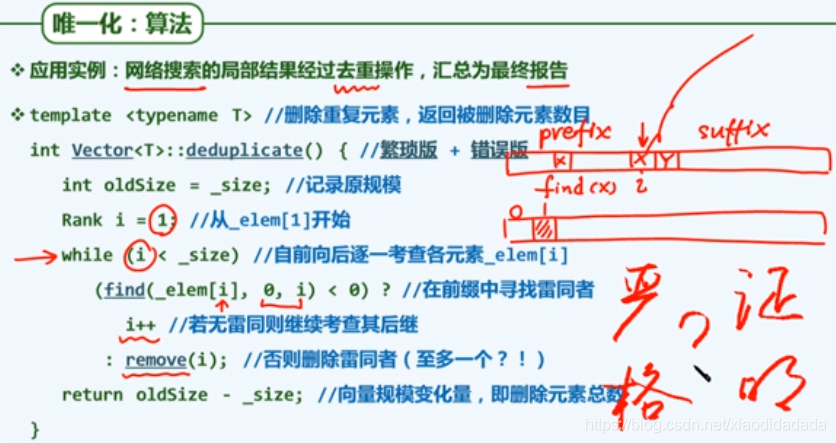 唯一化：算法
❖ 应用实例：网络搜索的局部结果经过去重操作，汇总为最终报告
❖ template <typename T> //删除重复元素，返回被删除元素数目
prefix suffix
int Vector<T>::deduplicate() { //繁琐版 + 错误版
x X Y
int oldSize = _size; //记录原规模
find(x) i
Rank i = 1; //从_elem[1]开始
0 1
while (i < _size) //自前向后逐一考查各元素_elem[i]
(find(_elem[i], 0, i) < 0) ? //在前缀中寻找雷同者
i++ //若无雷同则继续考查其后继
: remove(i); //否则删除雷同者（至多一个？！）
return oldSize - _size; //向量规模变化量，即删除元素总数
}
严 证
格 明
https://blog.csdn.net/xiaodidadada